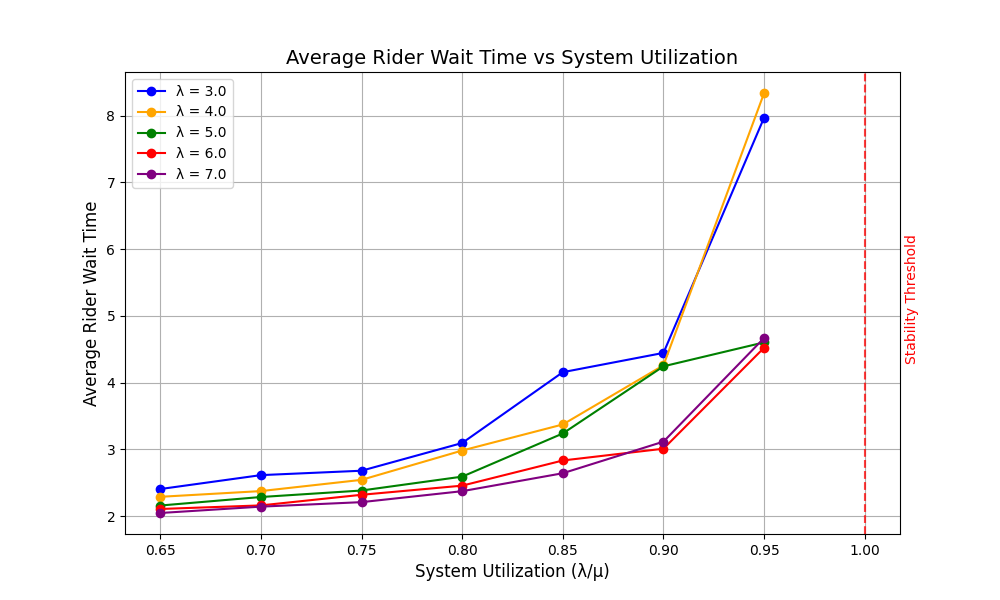 Average Rider Wait Time vs System Utilization
λ = 3.0
λ = 4.0
λ = 5.0
λ = 6.0
λ = 7.0
Average Rider Wait Time
8
7
6
5
4
3
2
Stability Threshold
0.65 0.70 0.75 0.80 0.85 0.90 0.95 1.00
System Utilization (λ/μ)